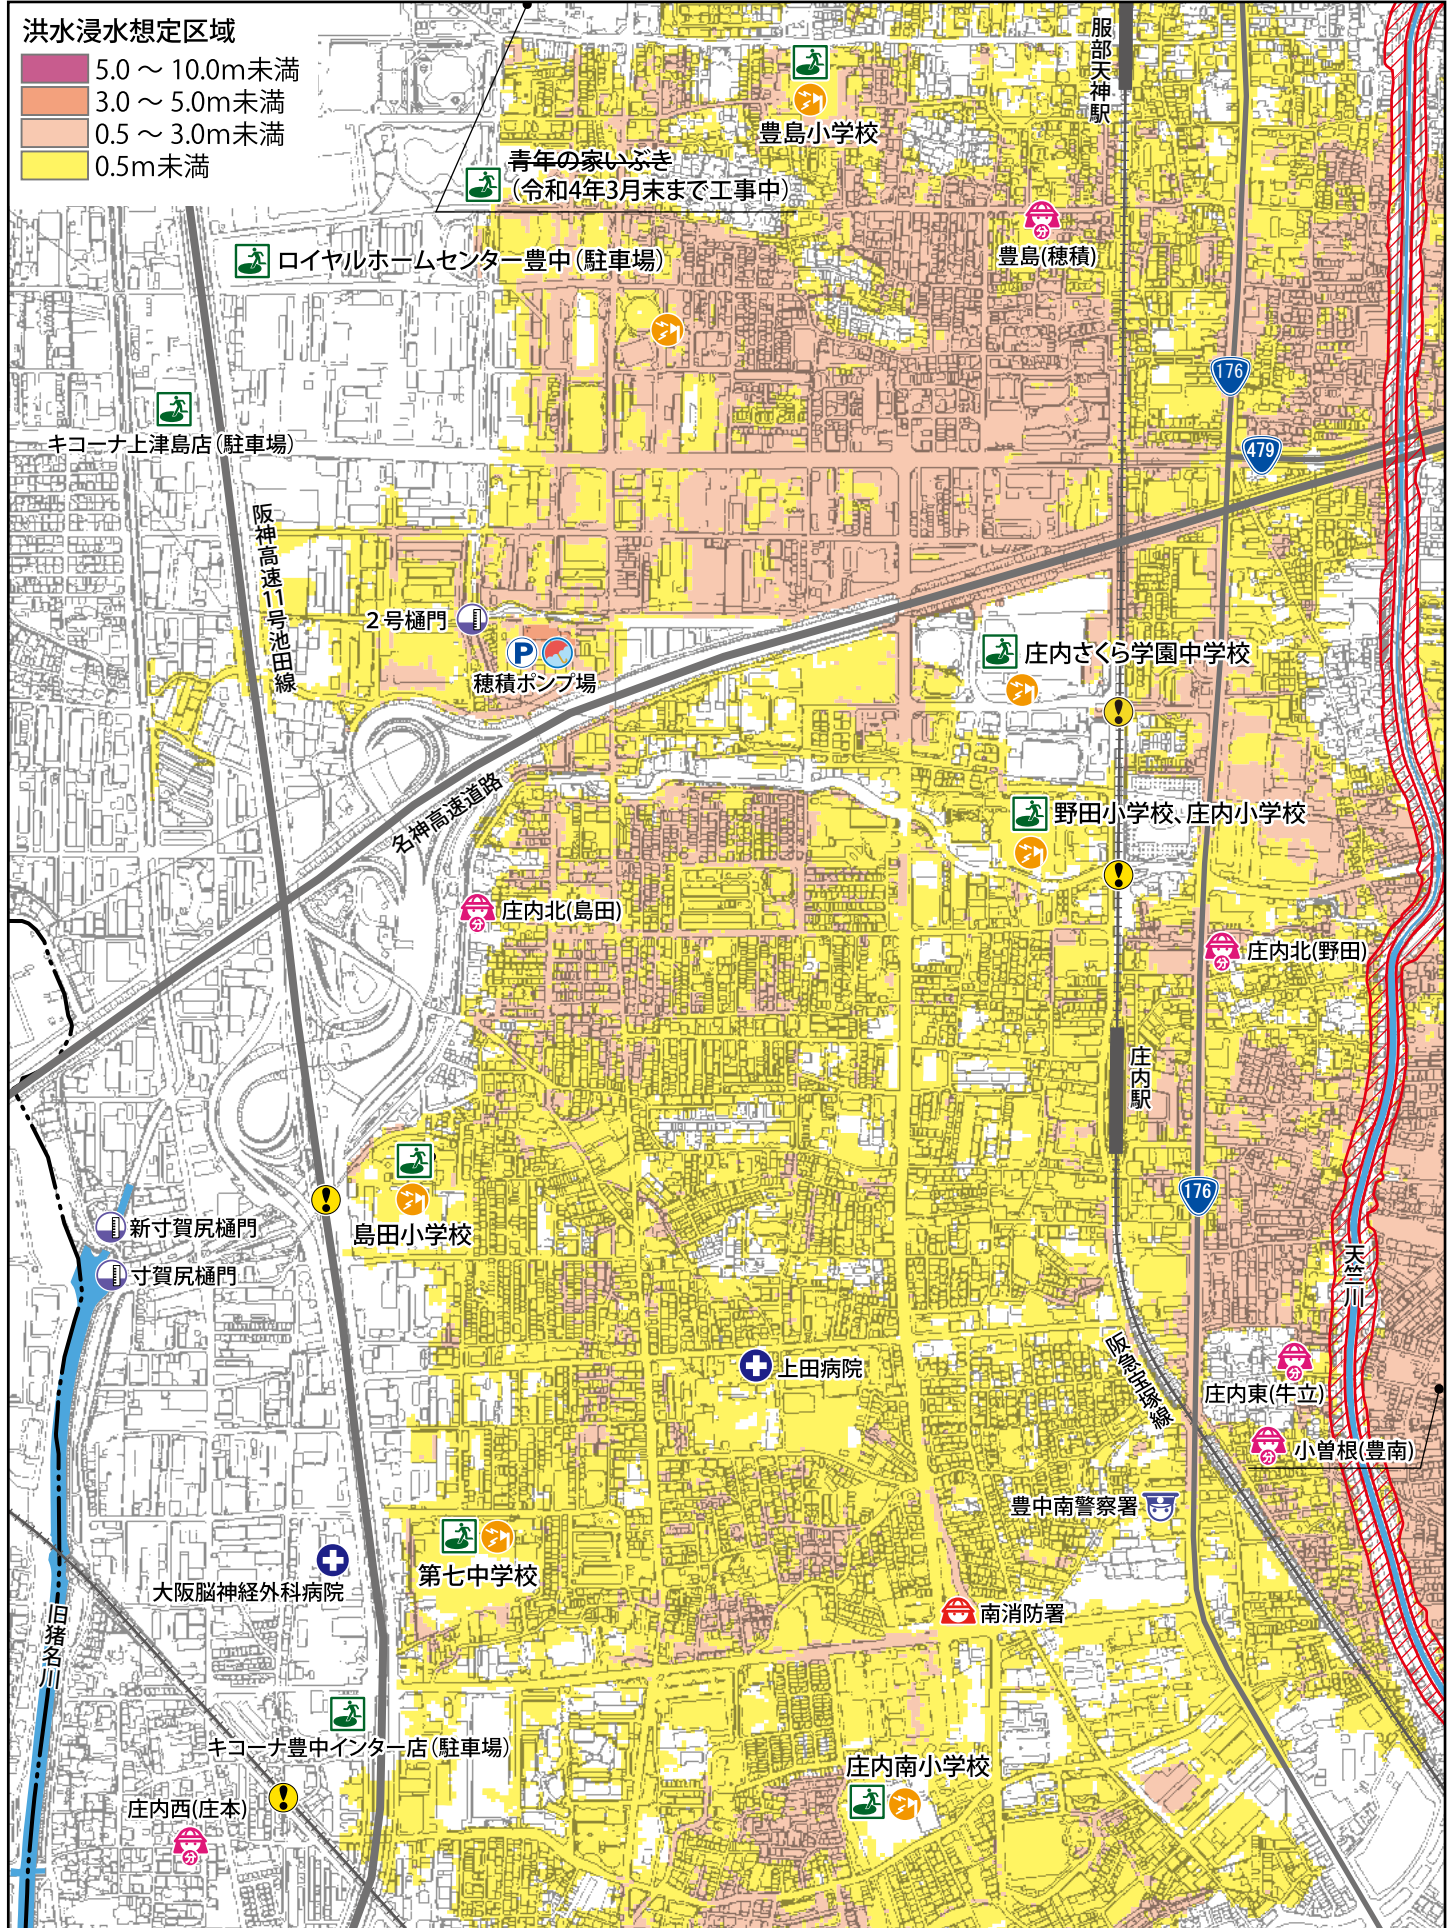 洪水浸水想定区域
5.0 〜 10.0m未満
3.0 〜 5.0m未満
0.5 〜 3.0m未満
0.5m未満
服部天神駅
豊島小学校
青年の家いぶき
（令和4年3月末まで工事中）
分
豊島(穂積)
ロイヤルホームセンター豊中（駐車場）
176
キコーナ上津島店（駐車場）
479
阪神高速11号池田線
２号樋門
P
穂積ポンプ場
庄内さくら学園中学校
名神高速道路
野田小学校、庄内小学校
分
庄内北(島田)
分
庄内北(野田)
庄内駅
島田小学校
176
新寸賀尻樋門
寸賀尻樋門
天竺川
上田病院
阪急宝塚線
分
庄内東(牛立)
分
小曽根(豊南)
豊中南警察署
第七中学校
大阪脳神経外科病院
南消防署
旧猪名川
キコーナ豊中インター店（駐車場）
庄内南小学校
庄内西(庄本)
分